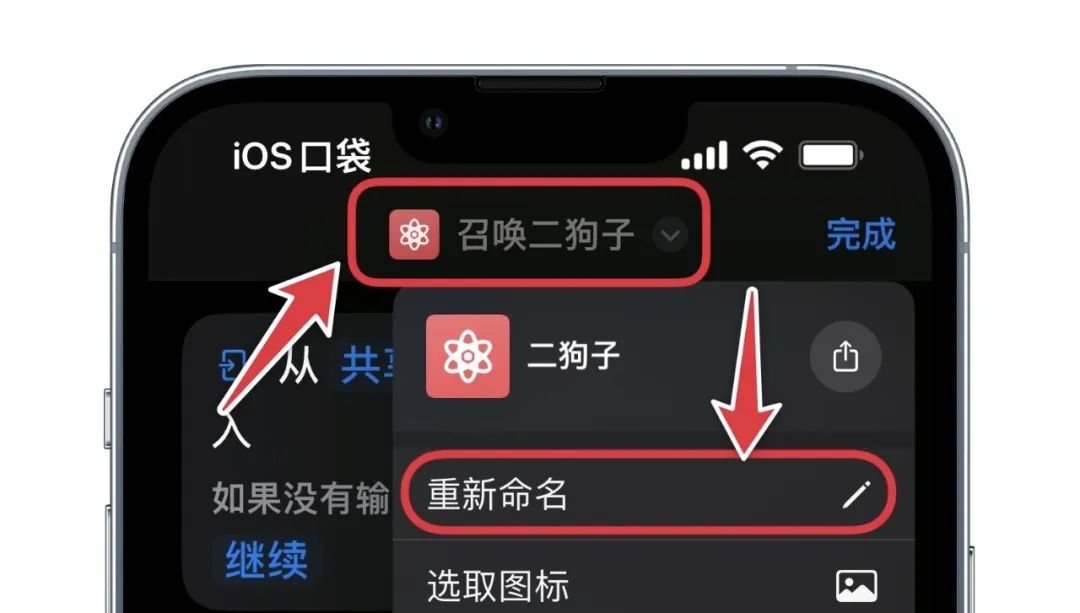 iOS 口袋
召唤二狗子
完成
二狗子
从 共享
入
如果没有输
继续
重新命名
选取图标